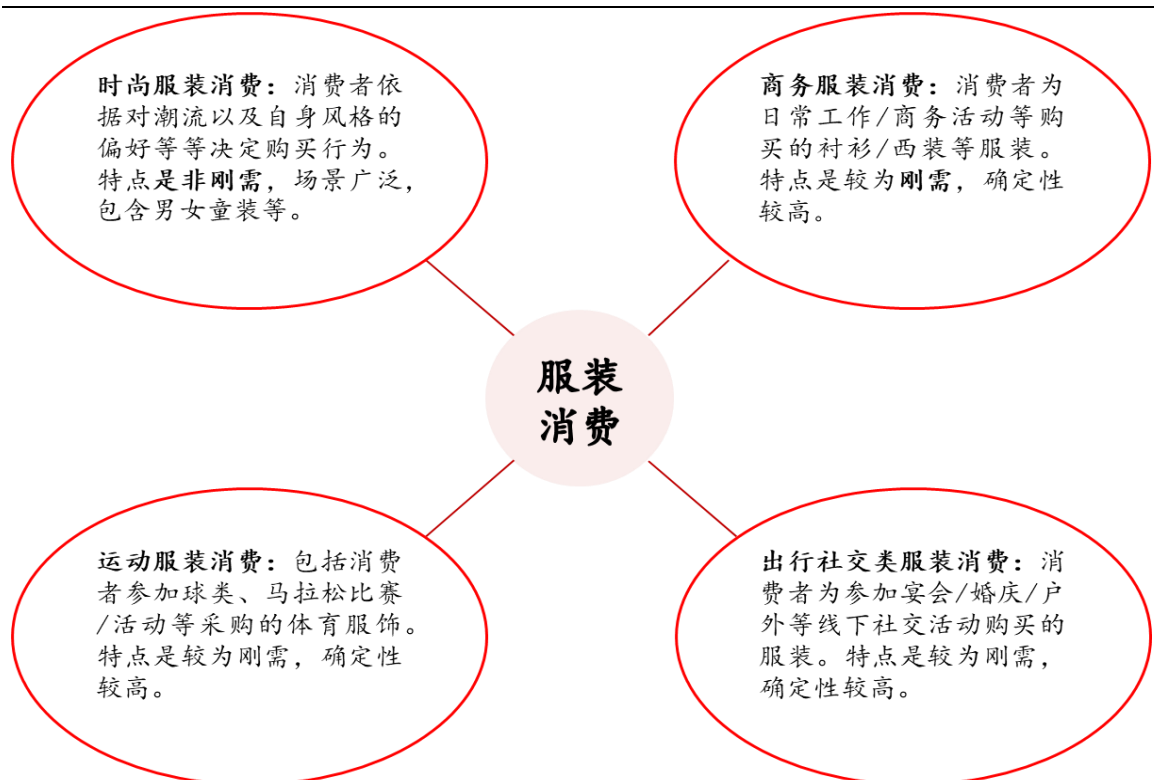 时尚服装消费：消费者依
据对潮流以及自身风格的
偏好等等决定购买行为。
特点是非刚需，场景广泛，
包含男女童装等。
商务服装消费：消费者为
日常工作/商务活动等购
买的衬衫/西装等服装。
特点是较为刚需，确定性
较高。
服装
消费
运动服装消费：包括消费
者参加球类、马拉松比赛
/活动等采购的体育服饰。
特点是较为刚需，确定性
较高。
出行社交类服装消费：消
费者为参加宴会/婚庆/户
外等线下社交活动购买的
服装。特点是较为刚需，
确定性较高。